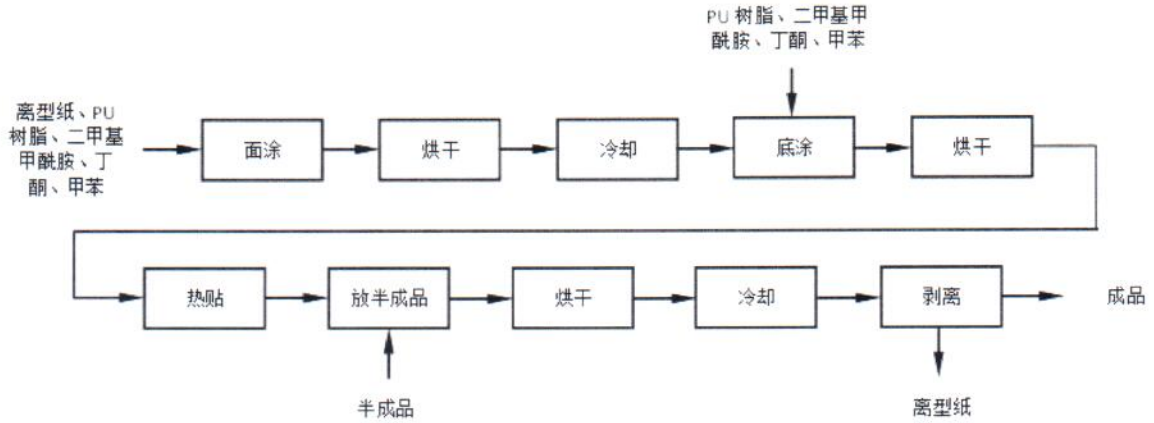 PU 树脂、二甲基甲
酰胺、丁酮、甲苯
离型纸、PU
树脂、二甲基
甲酰胺、丁
酮、甲苯
面涂
烘干
冷却
底涂
烘干
热贴
放半成品
烘干
冷却
剥离
成品
半成品
离型纸